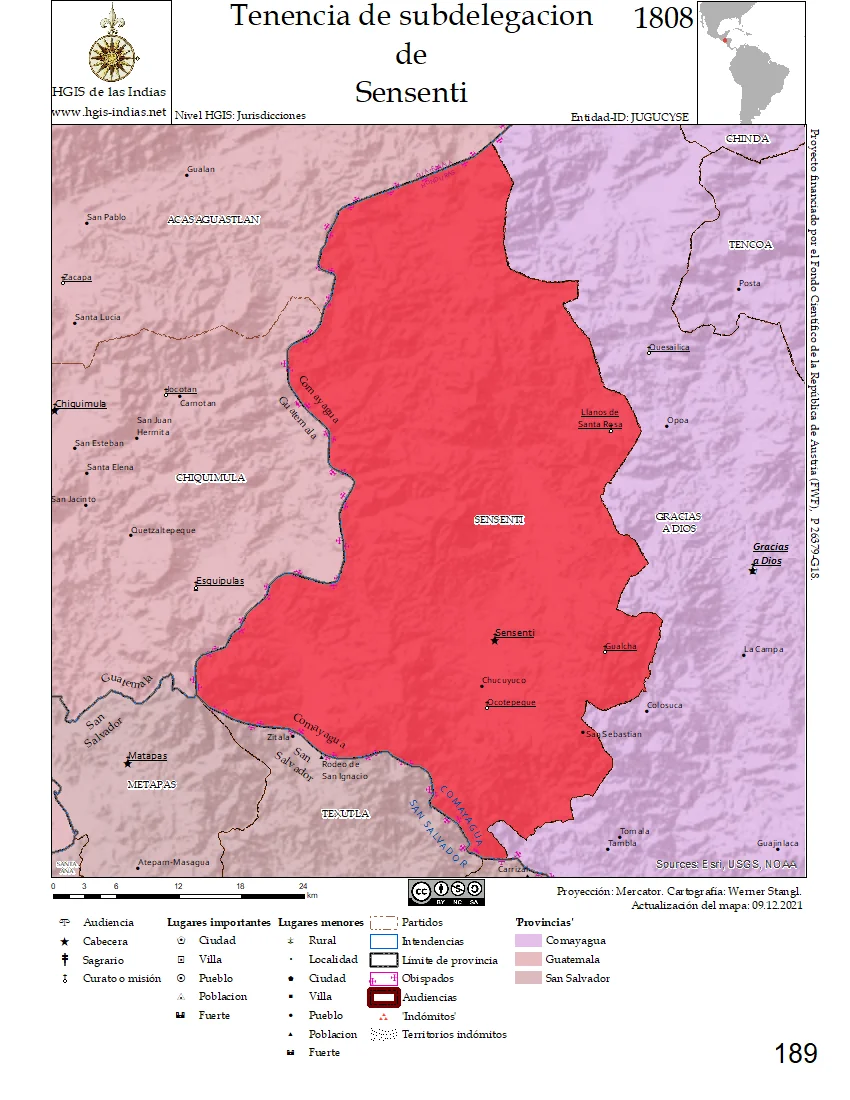 Tenencia de subdelegacion
de
Sensenti
1808
HGIS de las Indias
www.hgis-indias.net
Nivel HGIS: Jurisdicciones
Entidad-ID: JUGUCYSE
Proyecto financiado por el Fondo Científico de la República de Austria (FWF), P 26379-G18.
CHINDA
Gualan
San Pablo
ACASAGUASTLAN
TENCOA
Zacapa
Posta
Santa Lucia
Quesailica
Jocotan
Camotan
Comayagua
Guatemala
Chiquimula
Llanos de
Santa Rosa
San Juan
Hermita
Opoa
San Esteban
Santa Elena
CHIQUIMULA
San Jacinto
SENSENTI
GRACIAS
A DIOS
Quetzaltepeque
Gracias
a Dios
Esquipulas
Sensenti
Gualcha
La Campa
Guatemala
Chucuyuco
Ocotepeque
Colosuca
San
Salvador
Comayagua
San Sebastian
Zitala
San
Salvador
Matapas
Rodeo de
San Ignacio
METAPAS
COMAYAGUA
SAN SALVADOR
TEXUTLA
Tomala
Tambla
Guajinlaca
SANTA
ANA
Atepam-Masagua
Carrizal
Sources: Esri, USGS, NOAA
0 3 6 12 18 24
km
cc BY NC SA
Proyección: Mercator. Cartografía: Werner Stangl.
Actualización del mapa: 09.12.2021
Audiencia
Cabecera
Sagrario
Curato o misión
Lugares importantes
Ciudad
Villa
Pueblo
Poblacion
Fuerte
Lugares menores
Rural
Localidad
Ciudad
Villa
Pueblo
Poblacion
Fuerte
Partidos
Intendencias
Límite de provincia
Obispados
Audiencias
'Indómitos'
Territorios indómitos
'Provincias'
Comayagua
Guatemala
San Salvador
189